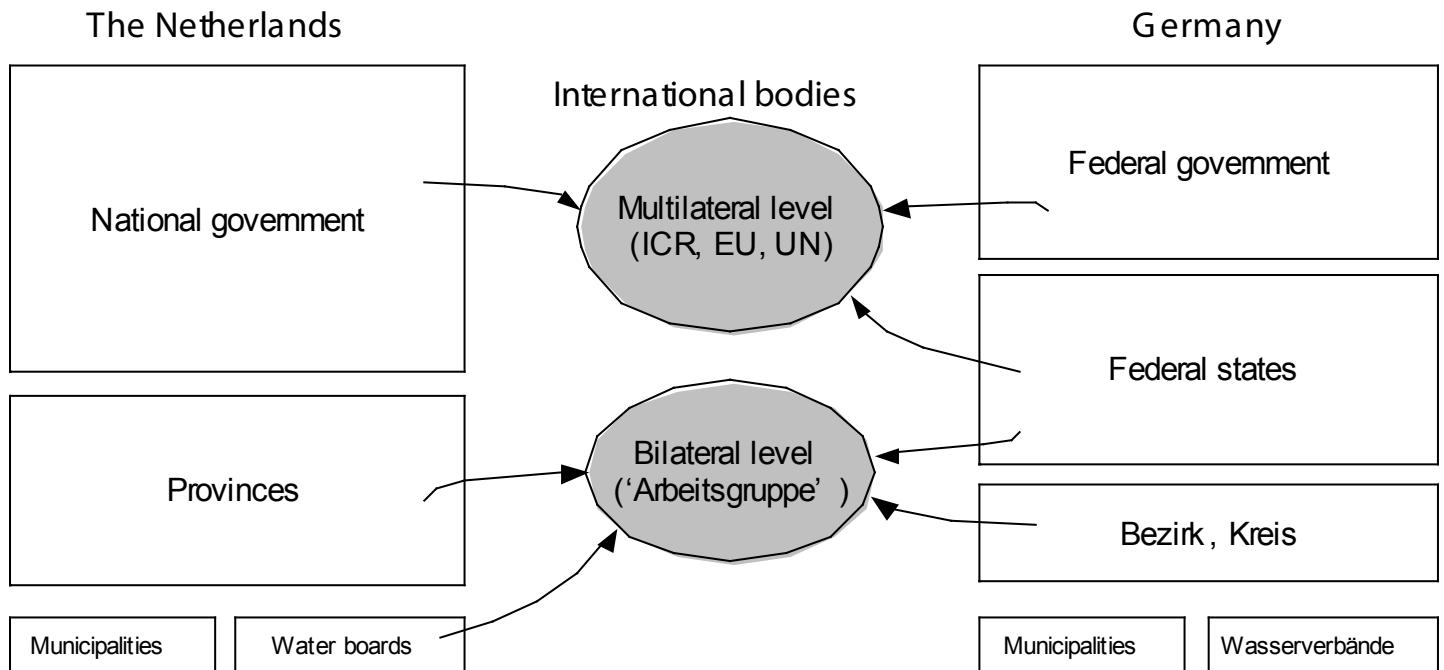 The Netherlands
Germany
International bodies
National government
Multilateral level
(ICR, EU, UN)
Federal government
Federal states
Provinces
Bilateral level
(‘Arbeitsgruppe’ )
Bezirk , Kreis
Municipalities
Water boards
Municipalities
Wasserverbände